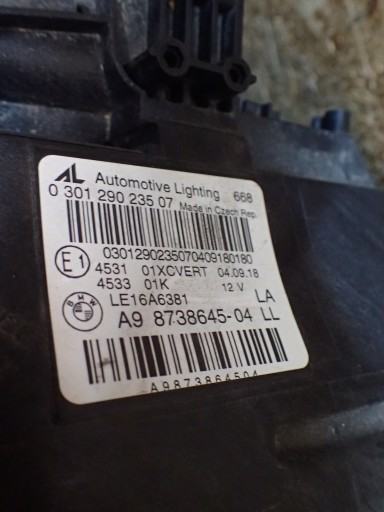 AL Automotive Lighting 668
0 301 290 235 07 Made in Czech Rep.
0301290235070409180180
E1 4531 01XCVERT 04.09.18
4533 01K 12 V
BMW LE16A6381 LA
A9 8738645-04 LL
A9873864504